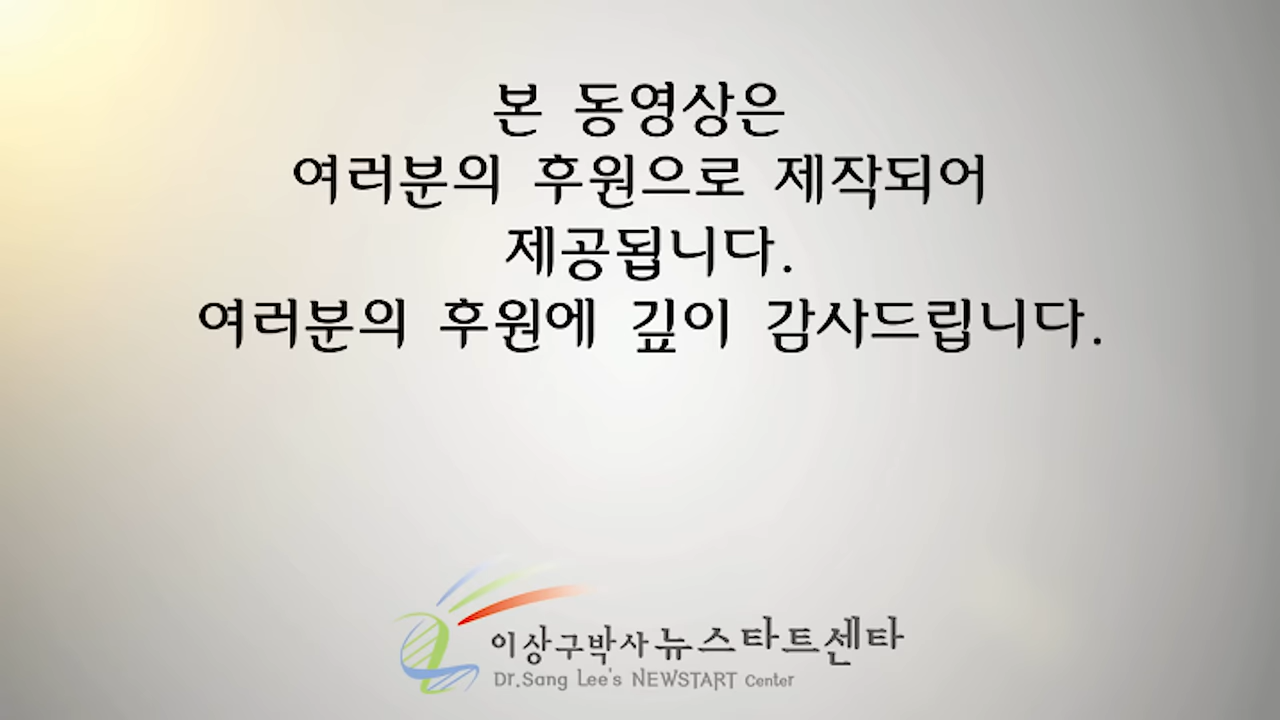 본 동영상은
여러분의 후원으로 제작되어
제공됩니다.
여러분의 후원에 깊이 감사드립니다.
이상구박사 뉴스타트센타
Dr.Sang Lee's NEWSTART Center